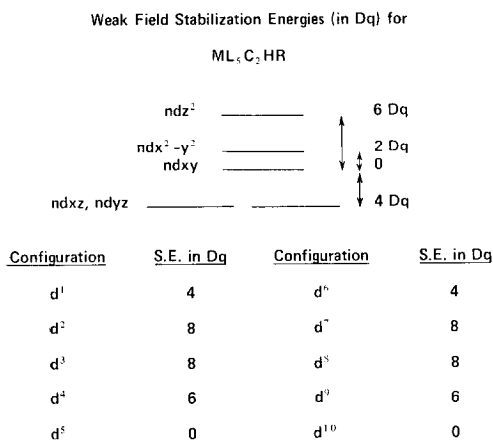 Weak Field Stabilization Energies (in Dq) for
ML₅C₂HR
ndz² 6 Dq
ndx²-y² 2 Dq
ndxy 0
ndxz, ndyz 4 Dq
Configuration S.E. in Dq Configuration S.E. in Dq
d¹ 4 d⁶ 4
d² 8 d⁷ 8
d³ 8 d⁸ 8
d⁴ 6 d⁹ 6
d⁵ 0 d¹⁰ 0